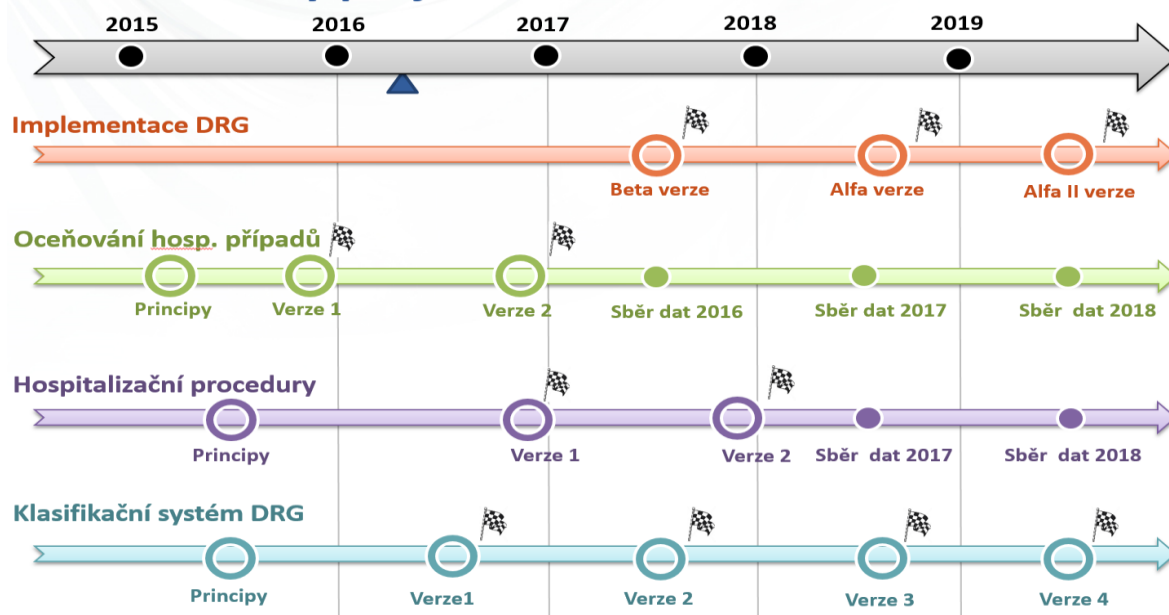 2015 2016 2017 2018 2019
Implementace DRG
Beta verze Alfa verze Alfa II verze
Oceňování hosp. případů
Principy Verze 1 Verze 2 Sběr dat 2016 Sběr dat 2017 Sběr dat 2018
Hospitalizační procedury
Principy Verze 1 Verze 2 Sběr dat 2017 Sběr dat 2018
Klasifikační systém DRG
Principy Verze1 Verze 2 Verze 3 Verze 4